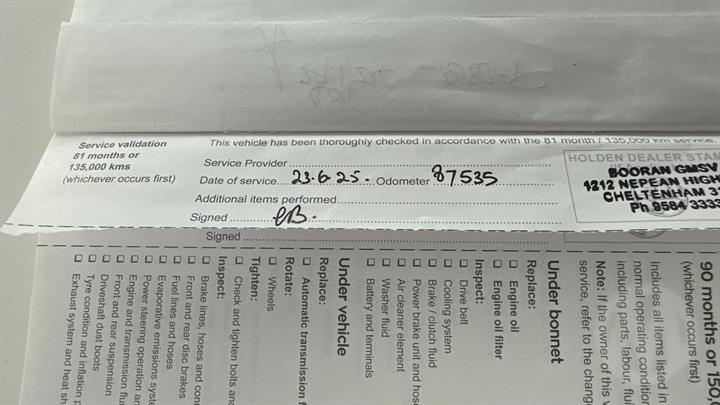 Service validation
81 months or
135,000 kms
(whichever occurs first)
This vehicle has been thoroughly checked in accordance with the 81 month / 135,000 km service.
Service Provider
Date of service 23.6.25. Odometer 87535
Additional items performed
Signed
HOLDEN DEALER STAM
BOORAN GMSV
1212 NEPEAN HIGH
CHELTENHAM 3
Ph 9584 3333
Signed
90 months or 150,0
(whichever occurs first)
Includes all items listed in
normal operating condition
including parts, labour, flui
Note: If the owner of this v
service, refer to the chang
Under bonnet
Replace:
Engine oil
Engine oil filter
Inspect:
Drive belt
Cooling system
Brake / clutch fluid
Power brake unit and hose
Air cleaner element
Washer fluid
Battery and terminals
Under vehicle
Replace:
Automatic transmission f
Rotate:
Wheels
Tighten:
Check and tighten bolts and
Inspect:
Brake lines, hoses and conn
Front and rear disc brakes
Fuel lines and hoses
Evaporative emissions syste
Power steering operation an
Engine and transmission flui
Front and rear suspension
Driveshaft dust boots
Tyre condition and inflation p
Exhaust system and heat sh